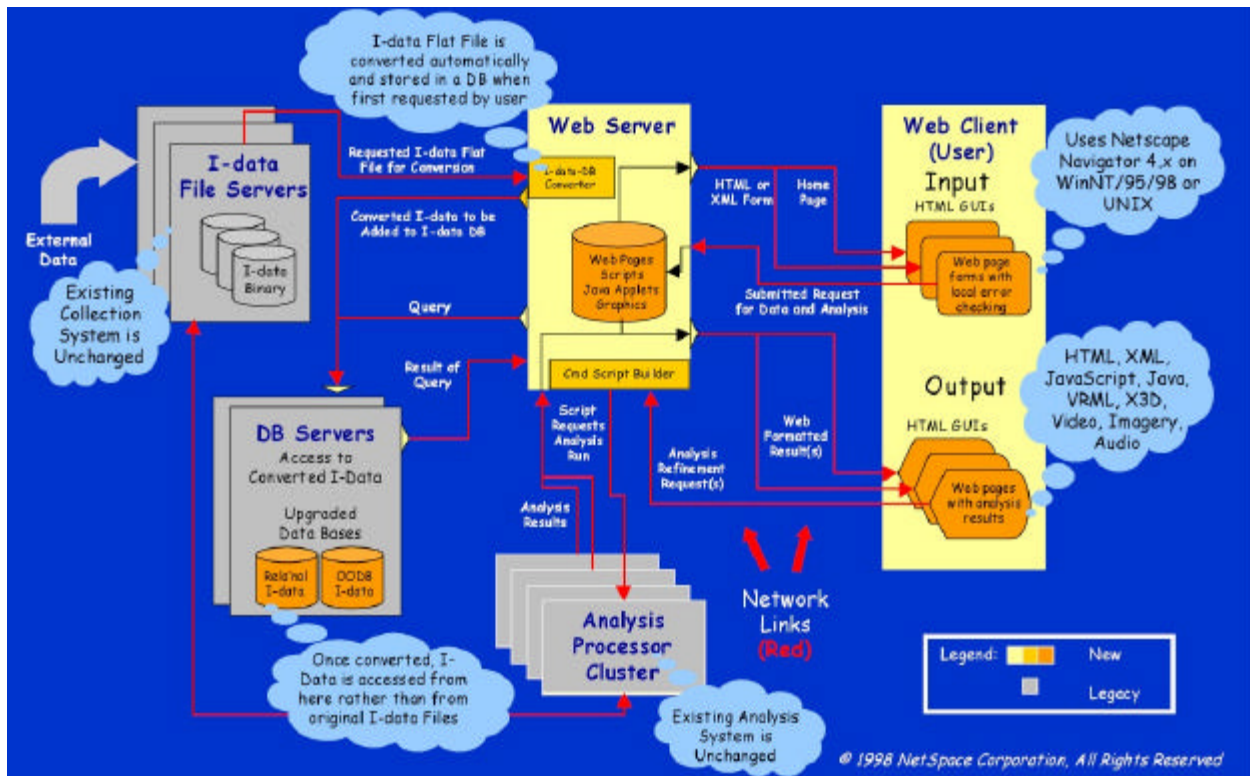 I-data Flat File is
converted automatically
and stored in a DB when
first requested by user
I-data
File Servers
I-data
Binary
External
Data
Existing
Collection
System is
Unchanged
Requested I-data Flat
File for Conversion
Converted I-data to be
Added to I-data DB
Query
Result of
Query
Web Server
I-data-DB
Converter
Web Pages
Scripts
Java Applets
Graphics
Cmd Script Builder
HTML or
XML Form
Home
Page
Submitted Request
for Data and Analysis
Web Client
(User)
Input
HTML GUIs
Web page
forms with
local error
checking
Uses Netscape
Navigator 4.x on
WinNT/95/98 or
UNIX
Output
HTML GUIs
Web pages
with analysis
results
HTML, XML,
JavaScript, Java,
VRML, X3D,
Video, Imagery,
Audio
DB Servers
Access to
Converted I-Data
Upgraded
Data Bases
Rela'nal
I-data
OODB
I-data
Once converted, I-
Data is accessed from
here rather than from
original I-data Files
Script
Requests
Analysis
Run
Analysis
Results
Analysis
Refinement
Request(s)
Web
Formatted
Result(s)
Analysis
Processor
Cluster
Existing Analysis
System is
Unchanged
Network
Links
(Red)
Legend: New
Legacy
© 1998 NetSpace Corporation, All Rights Reserved